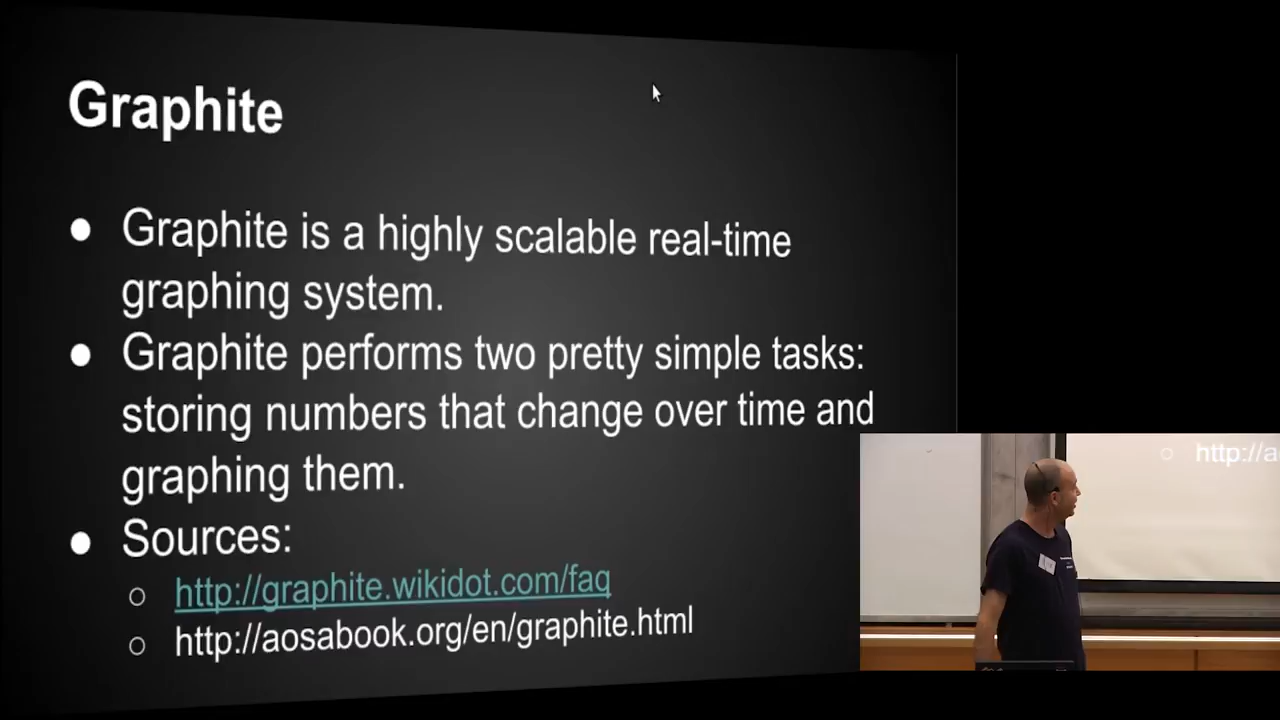 Graphite
● Graphite is a highly scalable real-time
graphing system.
● Graphite performs two pretty simple tasks:
storing numbers that change over time and
graphing them.
● Sources:
○ http://graphite.wikidot.com/faq
○ http://aosabook.org/en/graphite.html
○ http://a